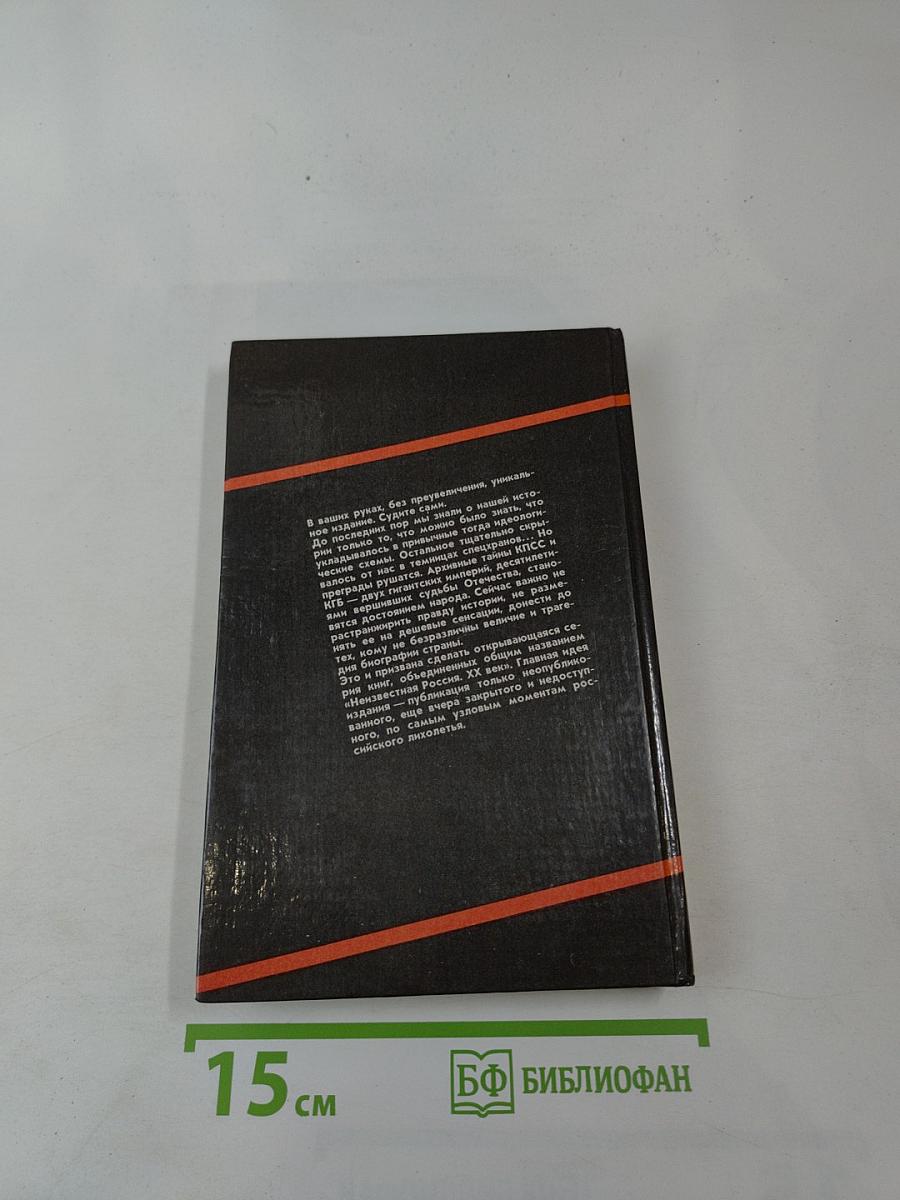 В ваших руках, без преувеличения, уникаль-
ное издание. Судите сами.
До последних пор мы знали о нашей исто-
рии только то, что можно было знать, что
укладывалось в привычные тогда идеологи-
ческие схемы. Остальное тщательно скры-
валось от нас в темницах спецхранов... Но
преграды рушатся. Архивные тайны КПСС и
КГБ — двух гигантских империй, десятилети-
ями вершивших судьбы Отечества, стано-
вятся достоянием народа. Сейчас важно не
растранжирить правду истории, не разме-
нять ее на дешевые сенсации, донести до
тех, кому не безразличны величие и траге-
дия биографии страны.
Это и призвана сделать открывающаяся се-
рия книг, объединенных общим названием
«Неизвестная Россия. XX век». Главная идея
издания — публикация только неопублико-
ванного, еще вчера закрытого и недоступ-
ного, по самым узловым моментам рос-
сийского лихолетья.
15 см
БФ БИБЛИОФАН